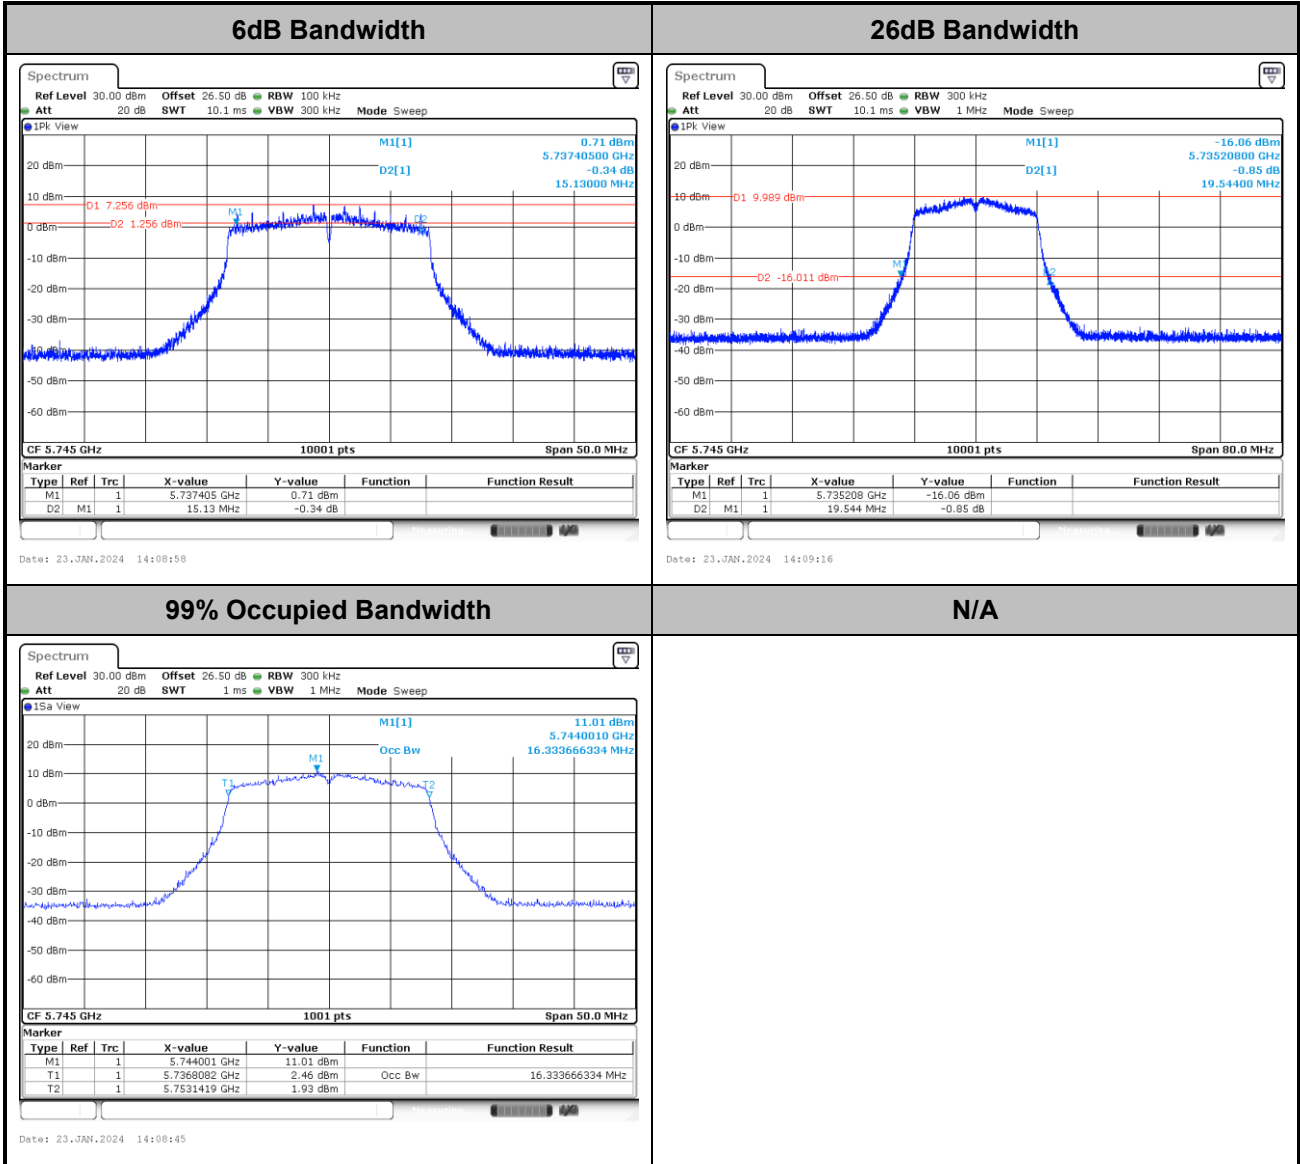 6dB Bandwidth
Spectrum
Ref Level 30.00 dBm Offset 26.50 dB RBW 100 kHz
Att 20 dB SWT 10.1 ms VBW 300 kHz Mode Sweep
1Pk View
M1[1] 0.71 dBm
5.73740500 GHz
D2[1] -0.34 dB
15.13000 MHz
20 dBm
10 dBm
D1 7.256 dBm
M1
D2
D2 1.256 dBm
0 dBm
-10 dBm
-20 dBm
-30 dBm
-40 dBm
-50 dBm
-60 dBm
CF 5.745 GHz 10001 pts Span 50.0 MHz
Marker
Type Ref Trc X-value Y-value Function Function Result
M1 1 5.737405 GHz 0.71 dBm
D2 M1 1 15.13 MHz -0.34 dB
Date: 23.JAN.2024 14:08:58
26dB Bandwidth
Spectrum
Ref Level 30.00 dBm Offset 26.50 dB RBW 300 kHz
Att 20 dB SWT 10.1 ms VBW 1 MHz Mode Sweep
1Pk View
M1[1] -16.06 dBm
5.73520800 GHz
D2[1] -0.85 dB
19.54400 MHz
20 dBm
10 dBm
D1 9.989 dBm
0 dBm
-10 dBm
M1
D2
D2 -16.011 dBm
-20 dBm
-30 dBm
-40 dBm
-50 dBm
-60 dBm
CF 5.745 GHz 10001 pts Span 80.0 MHz
Marker
Type Ref Trc X-value Y-value Function Function Result
M1 1 5.735208 GHz -16.06 dBm
D2 M1 1 19.544 MHz -0.85 dB
Date: 23.JAN.2024 14:09:16
99% Occupied Bandwidth
Spectrum
Ref Level 30.00 dBm Offset 26.50 dB RBW 300 kHz
Att 20 dB SWT 1 ms VBW 1 MHz Mode Sweep
1Sa View
M1[1] 11.01 dBm
5.7440010 GHz
Occ Bw 16.333666334 MHz
20 dBm
M1
10 dBm
T1
T2
0 dBm
-10 dBm
-20 dBm
-30 dBm
-40 dBm
-50 dBm
-60 dBm
CF 5.745 GHz 1001 pts Span 50.0 MHz
Marker
Type Ref Trc X-value Y-value Function Function Result
M1 1 5.744001 GHz 11.01 dBm
T1 1 5.7368082 GHz 2.46 dBm Occ Bw 16.333666334 MHz
T2 1 5.7531419 GHz 1.93 dBm
Date: 23.JAN.2024 14:08:45
N/A